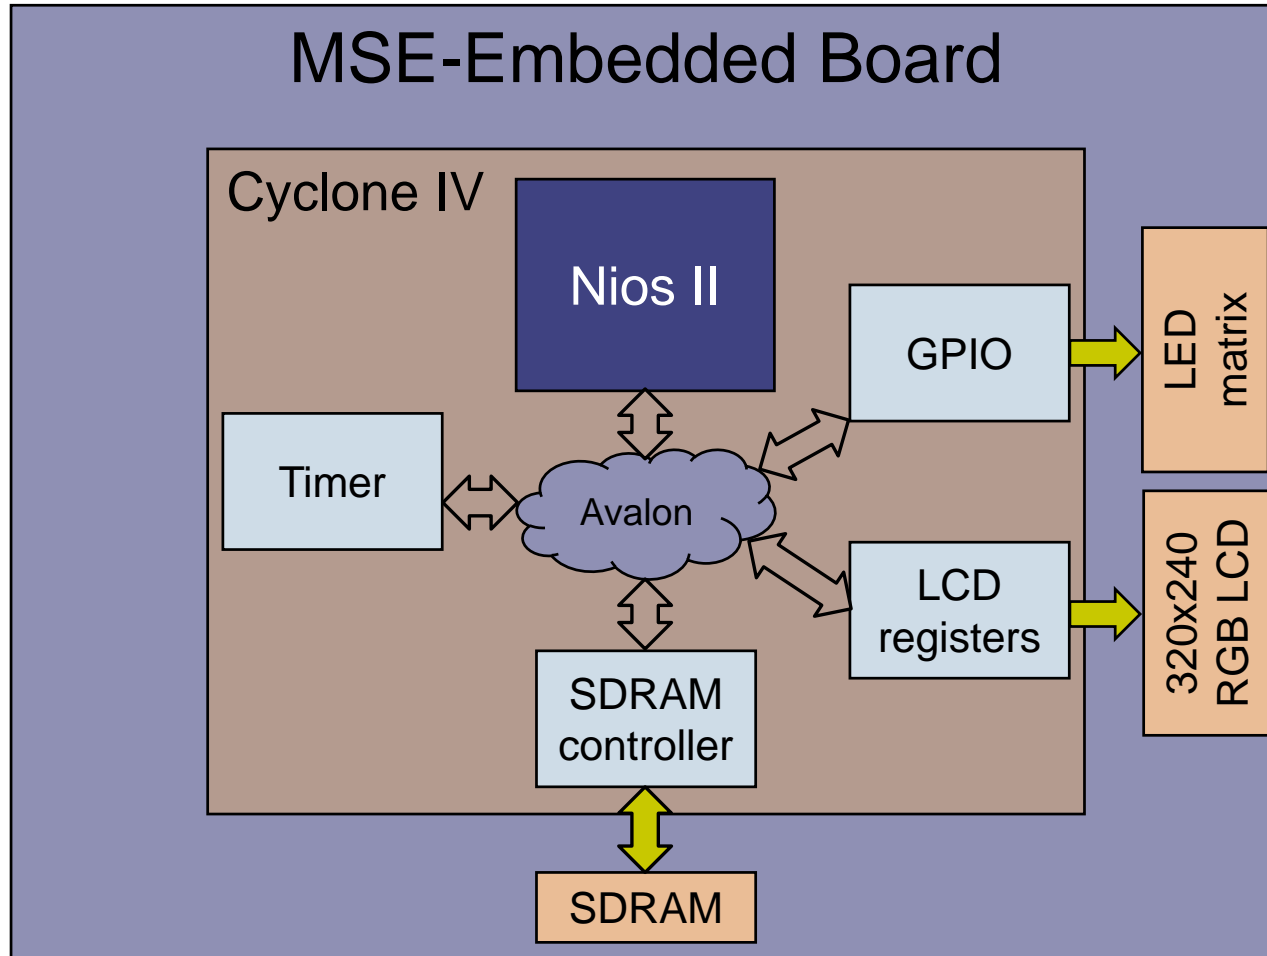 MSE-Embedded Board
Cyclone IV
Nios II
GPIO
LED
matrix
Timer
Avalon
LCD
registers
320x240
RGB LCD
SDRAM
controller
SDRAM